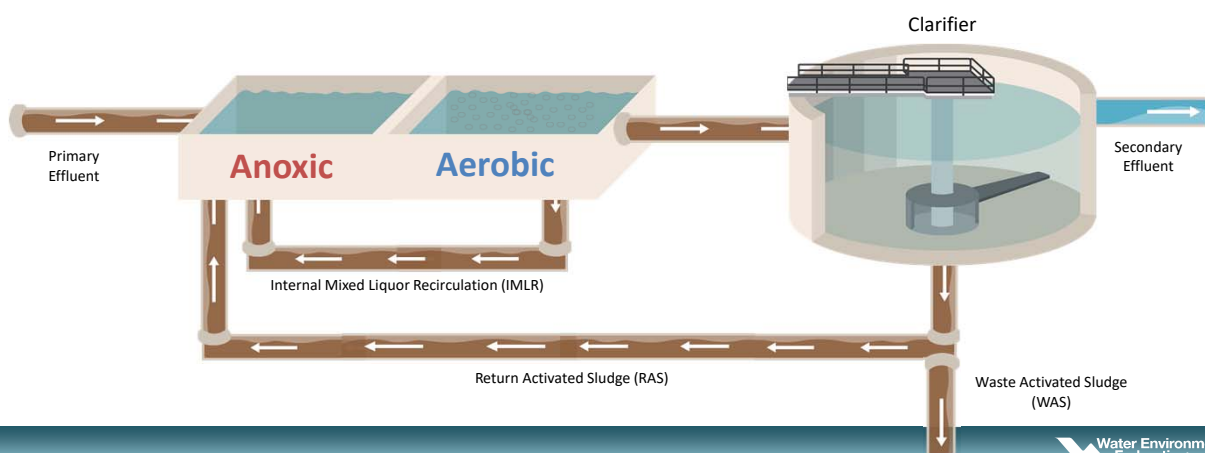 Clarifier
Primary
Effluent
Anoxic
Aerobic
Secondary
Effluent
Internal Mixed Liquor Recirculation (IMLR)
Return Activated Sludge (RAS)
Waste Activated Sludge
(WAS)
Water